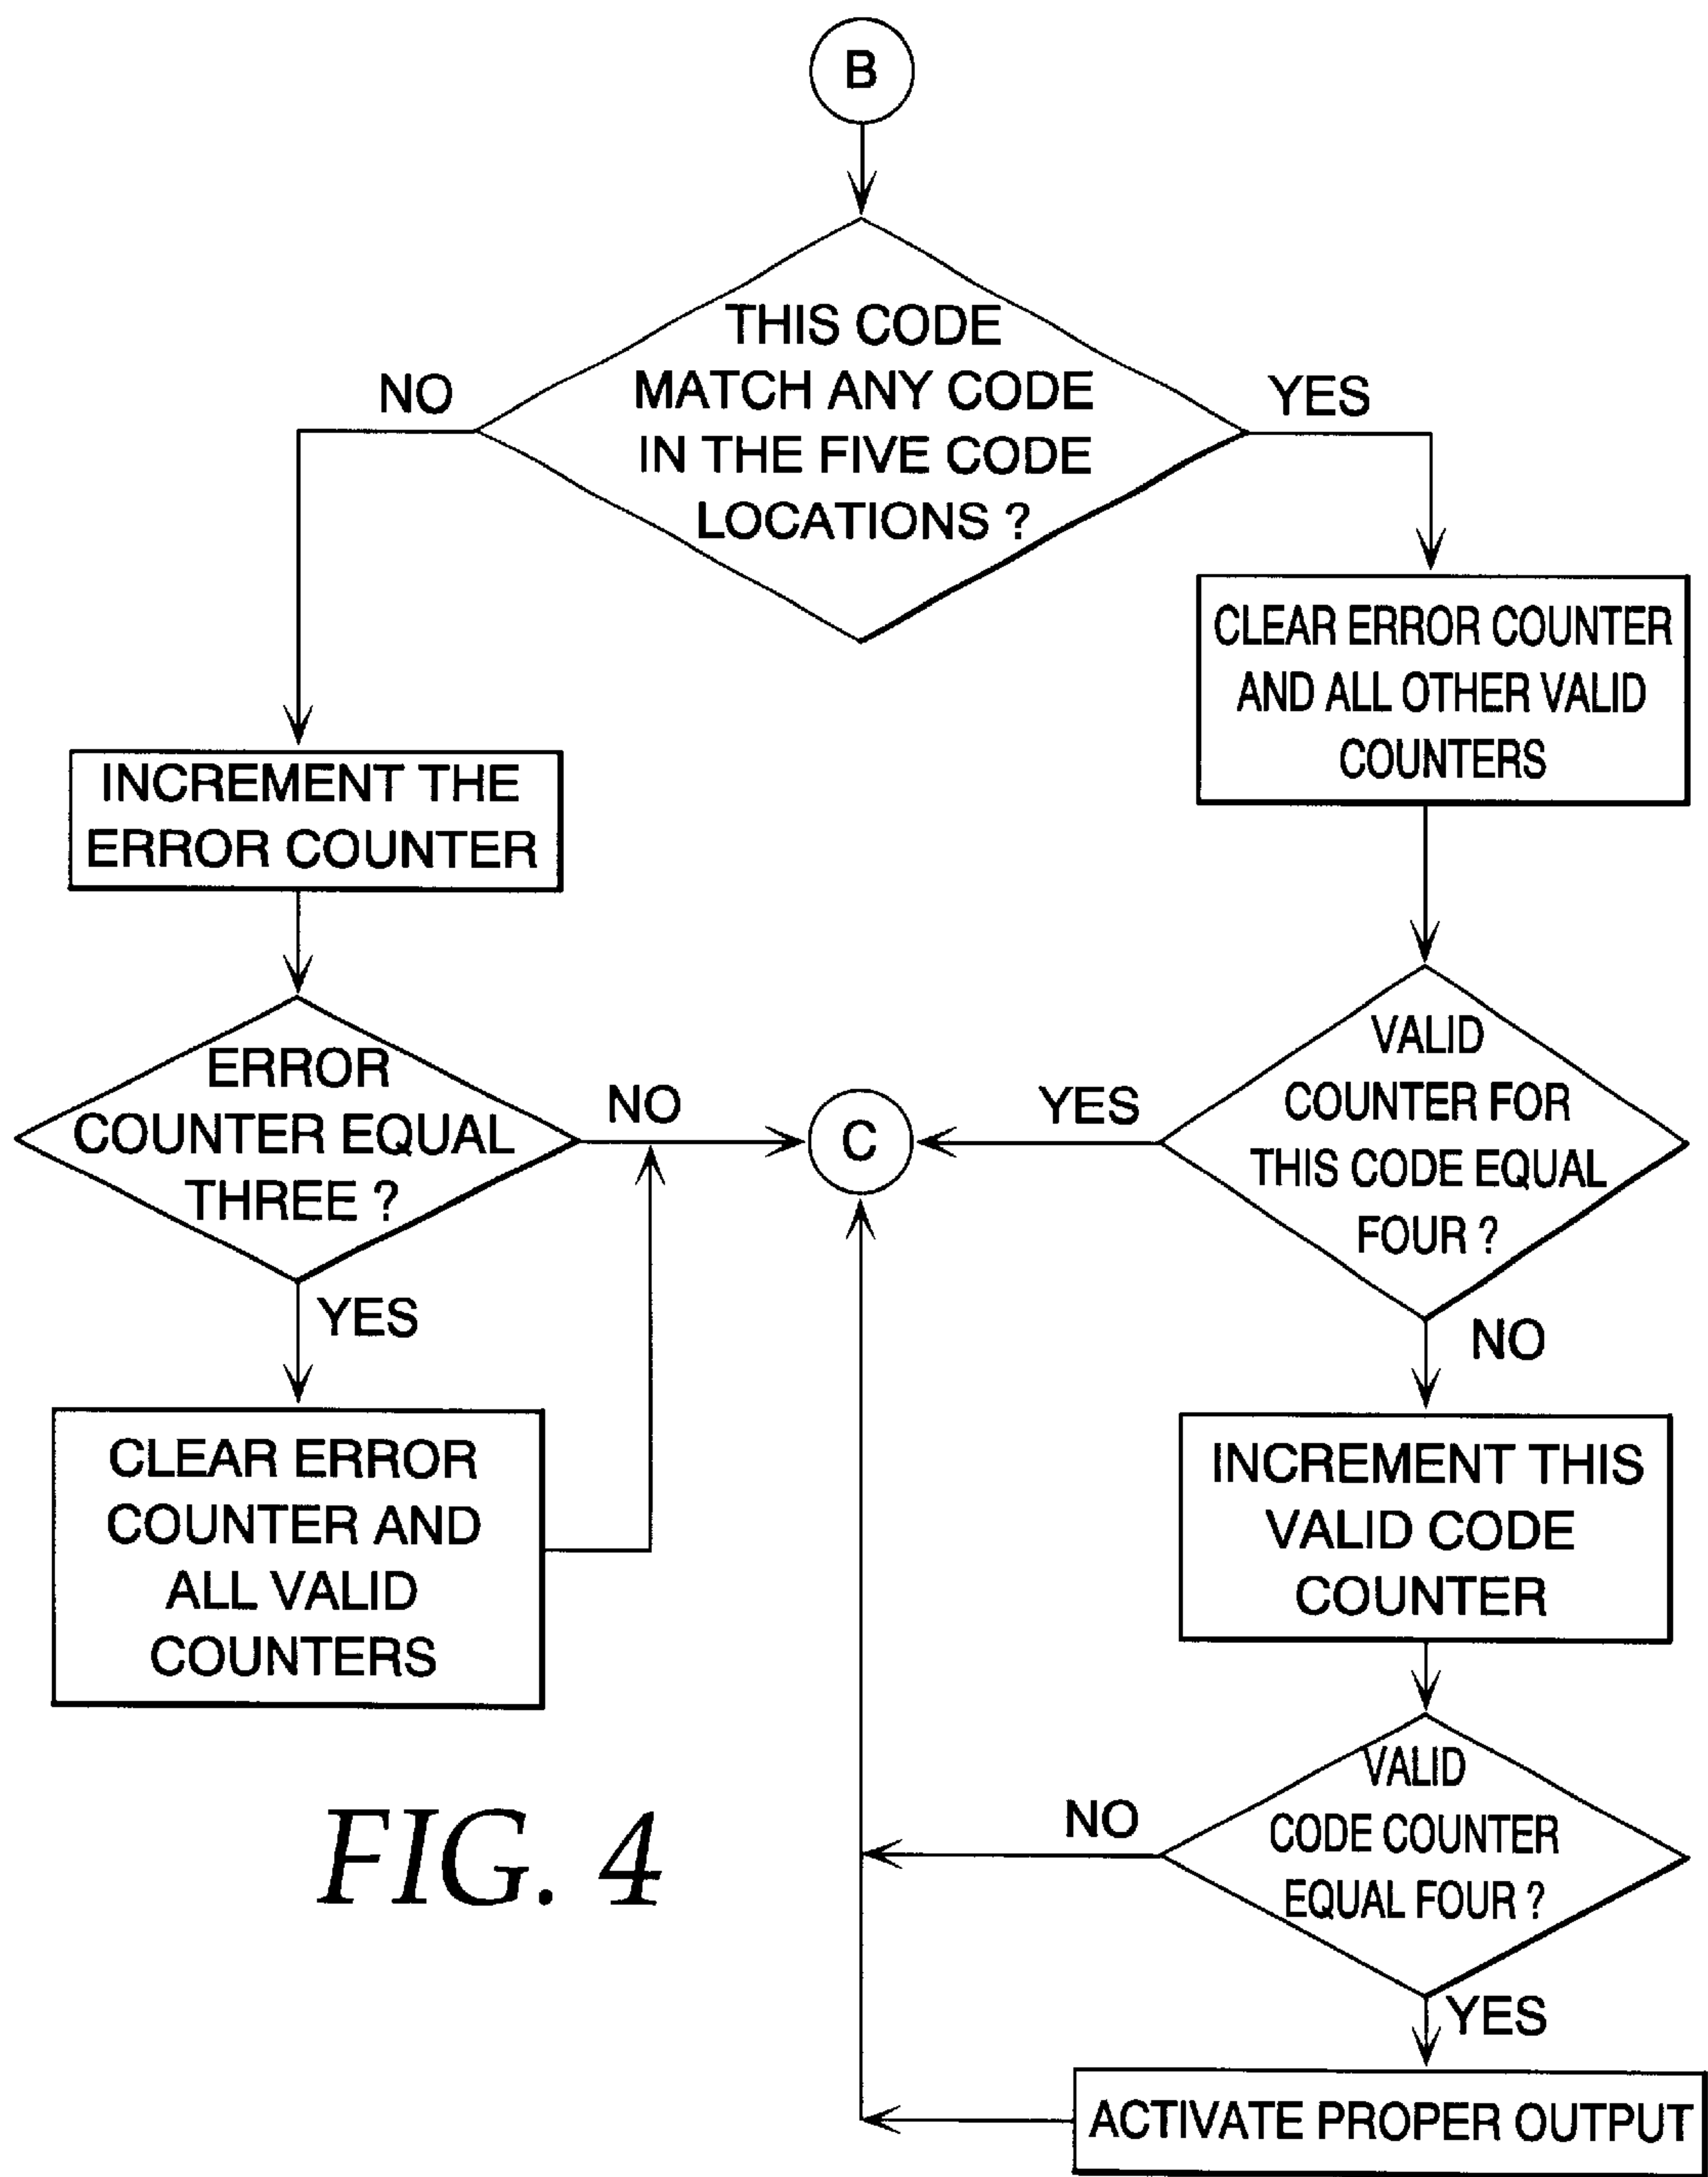 B
THIS CODE
MATCH ANY CODE
IN THE FIVE CODE
LOCATIONS ?
NO
YES
CLEAR ERROR COUNTER
AND ALL OTHER VALID
COUNTERS
INCREMENT THE
ERROR COUNTER
ERROR
COUNTER EQUAL
THREE ?
NO
C
YES
VALID
COUNTER FOR
THIS CODE EQUAL
FOUR ?
YES
NO
CLEAR ERROR
COUNTER AND
ALL VALID
COUNTERS
INCREMENT THIS
VALID CODE
COUNTER
VALID
CODE COUNTER
EQUAL FOUR ?
NO
YES
ACTIVATE PROPER OUTPUT
FIG. 4